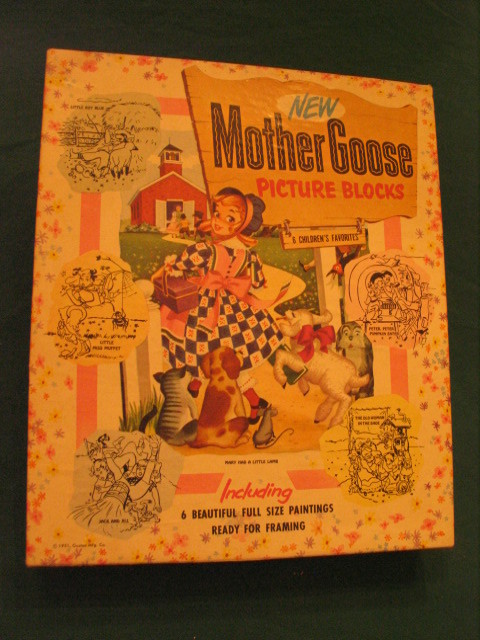 LITTLE BOY BLUE
NEW
Mother Goose
PICTURE BLOCKS
6 CHILDREN'S FAVORITES
LITTLE
MISS MUFFET
PETER, PETER
PUMPKIN EATER
THE OLD WOMAN
IN THE SHOE
JACK AND JILL
MARY HAD A LITTLE LAMB
Including
6 BEAUTIFUL FULL SIZE PAINTINGS
READY FOR FRAMING